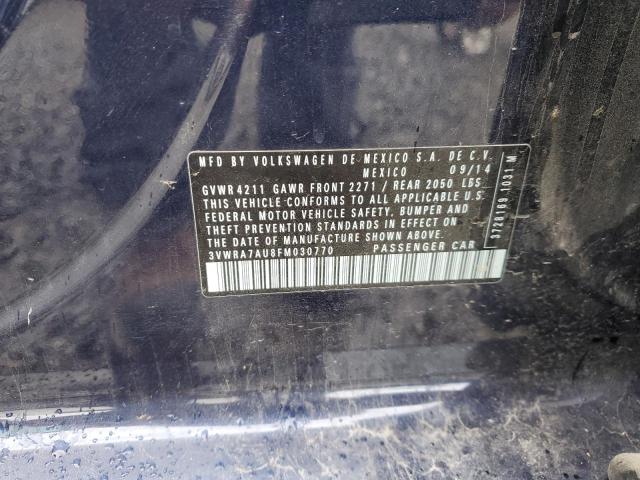 MFD BY VOLKSWAGEN DE MEXICO S.A. DE C.V.
MEXICO 09/14
GVWR 4211 GAWR FRONT 2271 / REAR 2050 LBS
THIS VEHICLE CONFORMS TO ALL APPLICABLE U.S.
FEDERAL MOTOR VEHICLE SAFETY, BUMPER AND
THEFT PREVENTION STANDARDS IN EFFECT ON
THE DATE OF MANUFACTURE SHOWN ABOVE.
3VWRA7AU8FM030770 PASSENGER CAR
3728169 1031 M